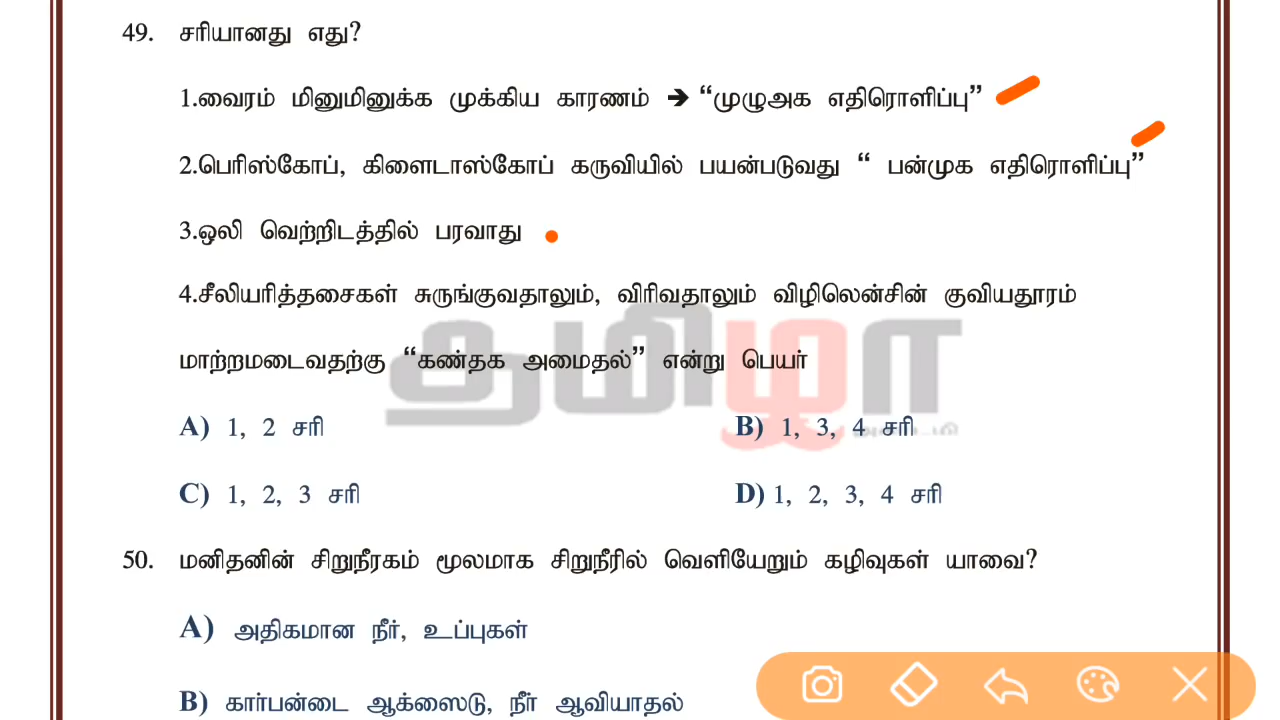 49. சரியானது எது?
1.வைரம் மினுமினுக்க முக்கிய காரணம் ➔ “முழுஅக எதிரொளிப்பு”
2.பெரிஸ்கோப், கிளைடாஸ்கோப் கருவியில் பயன்படுவது “ பன்முக எதிரொளிப்பு”
3.ஒலி வெற்றிடத்தில் பரவாது
4.சீலியரித்தசைகள் சுருங்குவதாலும், விரிவதாலும் விழிலென்சின் குவியதூரம்
மாற்றமடைவதற்கு “கண்தக அமைதல்” என்று பெயர்
தமிழா
A) 1, 2 சரி B) 1, 3, 4 சரி
C) 1, 2, 3 சரி D) 1, 2, 3, 4 சரி
50. மனிதனின் சிறுநீரகம் மூலமாக சிறுநீரில் வெளியேறும் கழிவுகள் யாவை?
A) அதிகமான நீர், உப்புகள்
B) கார்பன்டை ஆக்ஸைடு, நீர் ஆவியாதல்